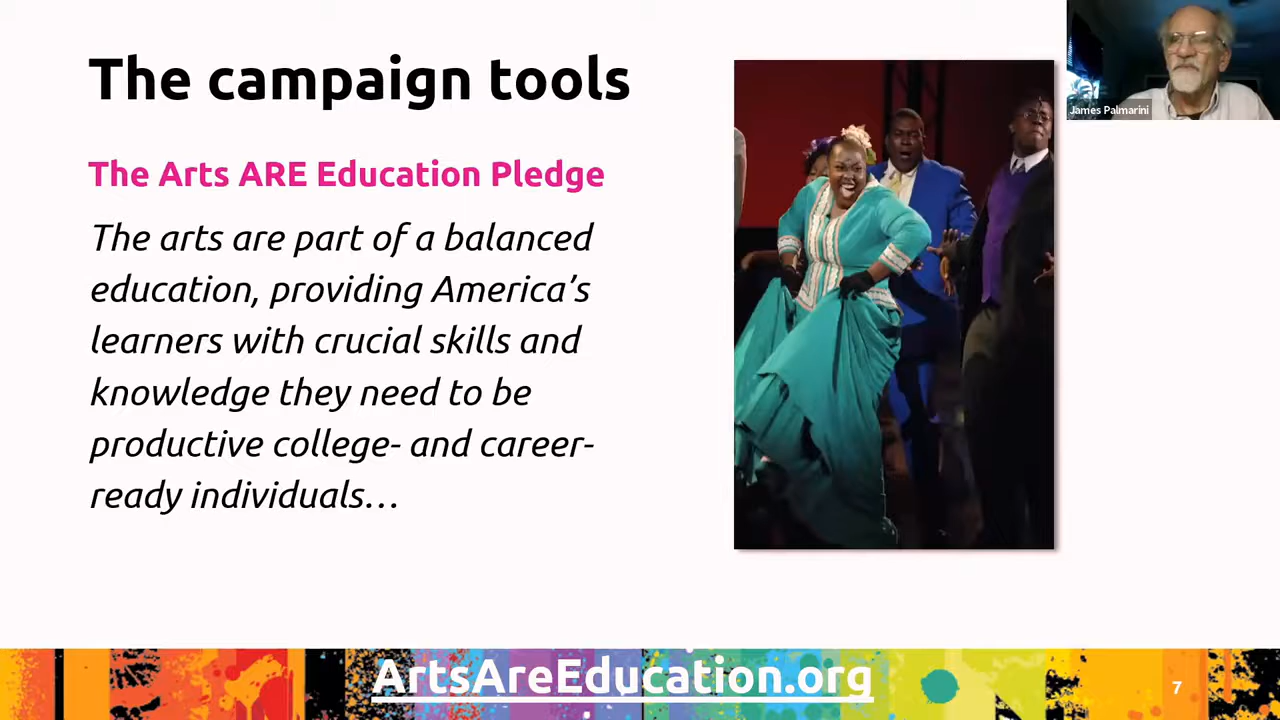 The campaign tools
James Palmarini
The Arts ARE Education Pledge
The arts are part of a balanced
education, providing America’s
learners with crucial skills and
knowledge they need to be
productive college- and career-
ready individuals…
ArtsAreEducation.org
7